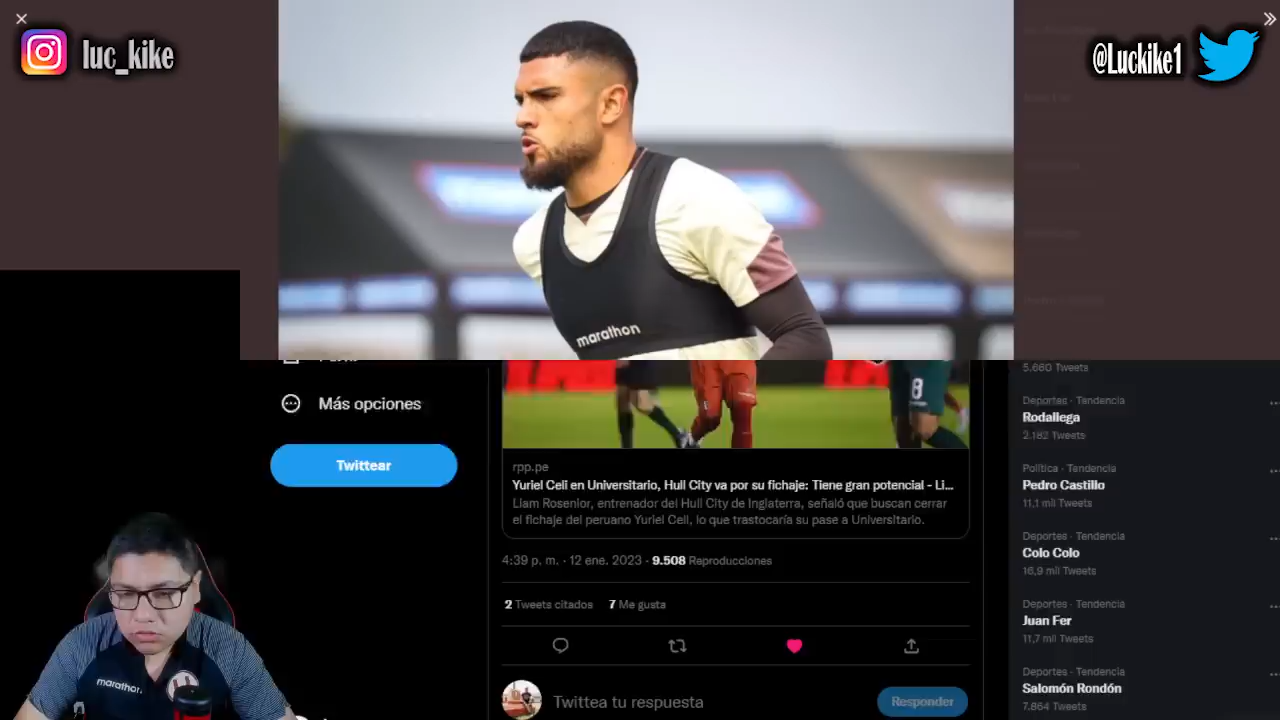 luc_kike
@Luckike1
marathon
Más opciones
Twittear
8
rpp.pe
Yuriel Celi en Universitario, Hull City va por su fichaje: Tiene gran potencial - Li...
Liam Rosenior, entrenador del Hull City de Inglaterra, señaló que buscan cerrar
el fichaje del peruano Yuriel Celi, lo que trastocaría su pase a Universitario.
4:39 p. m. · 12 ene. 2023 · 9.508 Reproducciones
2 Tweets citados 7 Me gusta
Twittea tu respuesta
Responder
5.660 Tweets
Deportes · Tendencia
Rodallega
2.182 Tweets
Política · Tendencia
Pedro Castillo
11,1 mil Tweets
Deportes · Tendencia
Colo Colo
16,9 mil Tweets
Deportes · Tendencia
Juan Fer
11,7 mil Tweets
Deportes · Tendencia
Salomón Rondón
7.864 Tweets
marathon